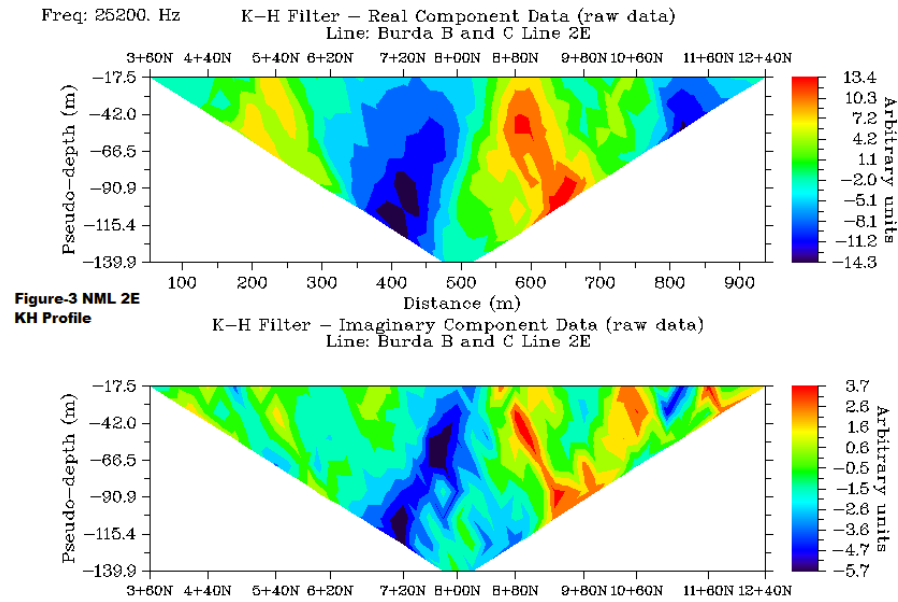 Freq: 25200. Hz
K-H Filter – Real Component Data (raw data)
Line: Burda B and C Line 2E
3+60N 4+40N 5+40N 6+20N 7+20N 8+00N 8+80N 9+80N 10+60N 11+60N 12+40N
Pseudo-depth (m)
-17.5
-42.0
-66.5
-90.9
-115.4
-139.9
13.4
10.3
7.2
4.2
1.1
-2.0
-5.1
-8.1
-11.2
-14.3
Arbitrary units
100 200 300 400 500 600 700 800 900
Distance (m)
Figure-3 NML 2E
KH Profile
K-H Filter – Imaginary Component Data (raw data)
Line: Burda B and C Line 2E
Pseudo-depth (m)
-17.5
-42.0
-66.5
-90.9
-115.4
-139.9
3.7
2.6
1.6
0.6
-0.5
-1.5
-2.6
-3.6
-4.7
-5.7
Arbitrary units
3+60N 4+40N 5+40N 6+20N 7+20N 8+00N 8+80N 9+80N 10+60N 11+60N 12+40N